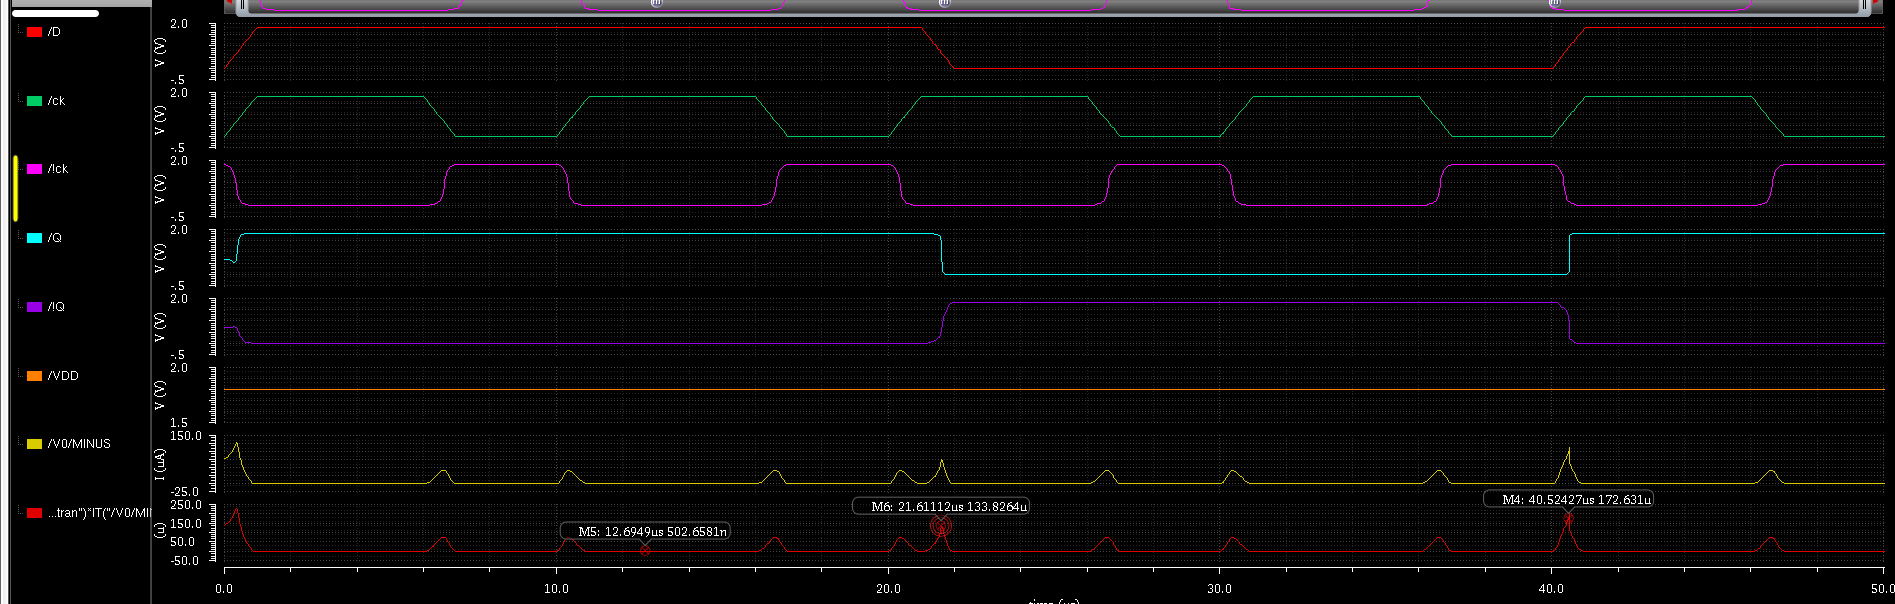 /D
2.0
V (V)
-.5
/ck
2.0
V (V)
-.5
/!ck
2.0
V (V)
-.5
/Q
2.0
V (V)
-.5
/!Q
2.0
V (V)
-.5
/VDD
2.0
V (V)
1.5
/V0/MINUS
150.0
I (uA)
-25.0
...tran")*IT("/V0/MI
250.0
150.0
(u)
50.0
-50.0
M5: 12.6949us 502.6581n
M6: 21.61112us 133.8264u
M4: 40.52427us 172.631u
0.0 10.0 20.0 30.0 40.0 50.0
time (us)